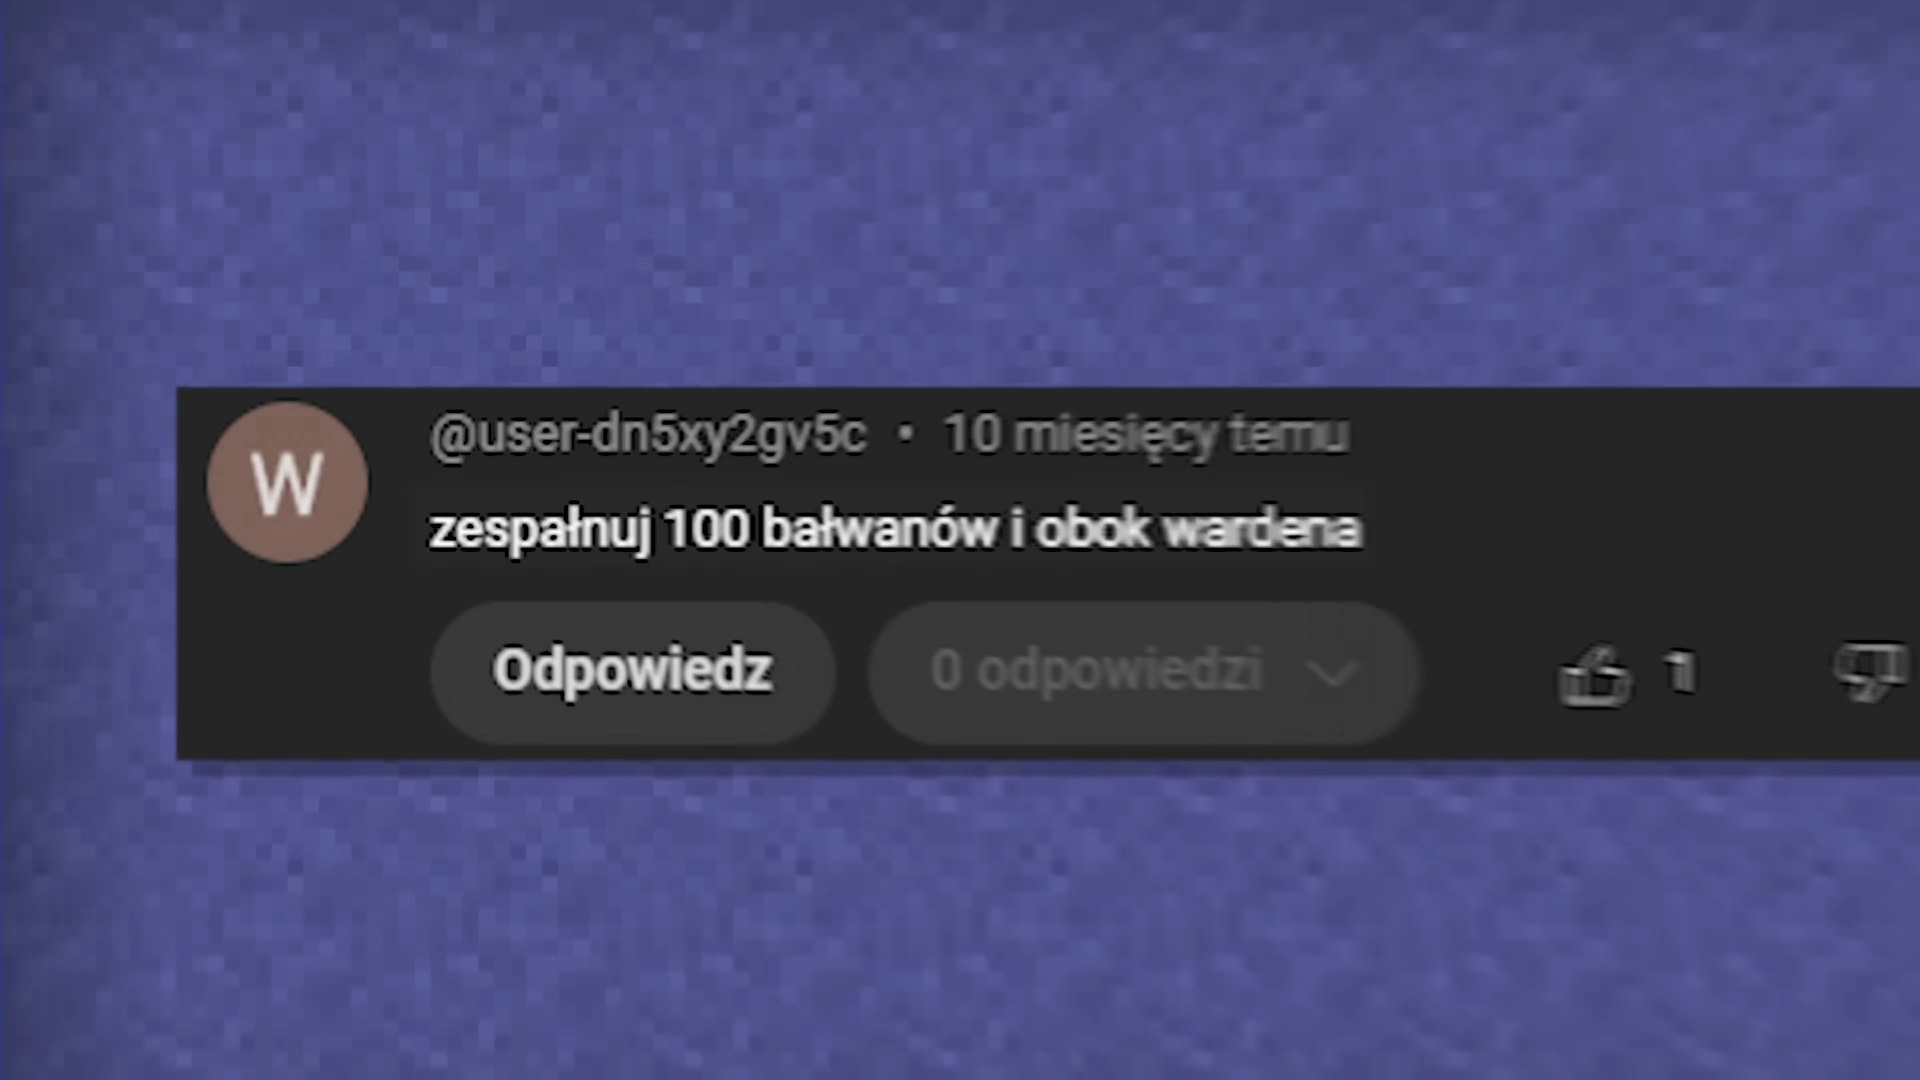 W
@user-dn5xy2gv5c • 10 miesięcy temu
zespałnuj 100 bałwanów i obok wardena
Odpowiedz 0 odpowiedzi 1